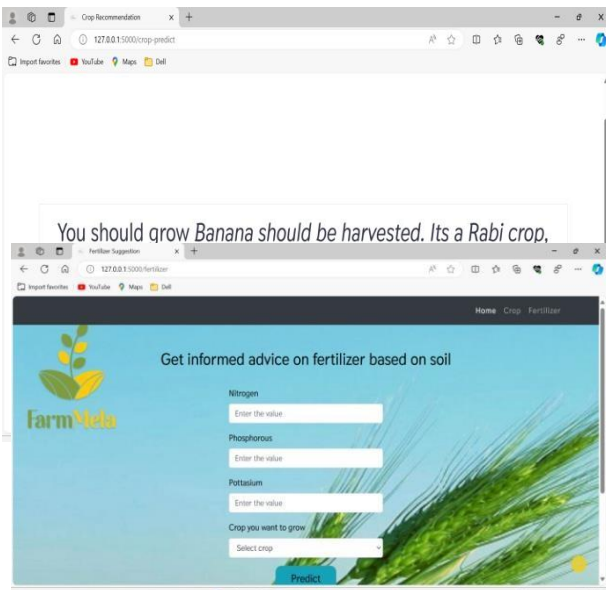 Crop Recommendation
127.0.0.1:5000/crop-predict
Import favorites YouTube Maps Dell
You should grow Banana should be harvested. Its a Rabi crop,
Fertilizer Suggestion
127.0.0.1:5000/fertilizer
Import favorites YouTube Maps Dell
Home Crop Fertilizer
Get informed advice on fertilizer based on soil
FarmMela
Nitrogen
Enter the value
Phosphorous
Enter the value
Pottasium
Enter the value
Crop you want to grow
Select crop
Predict